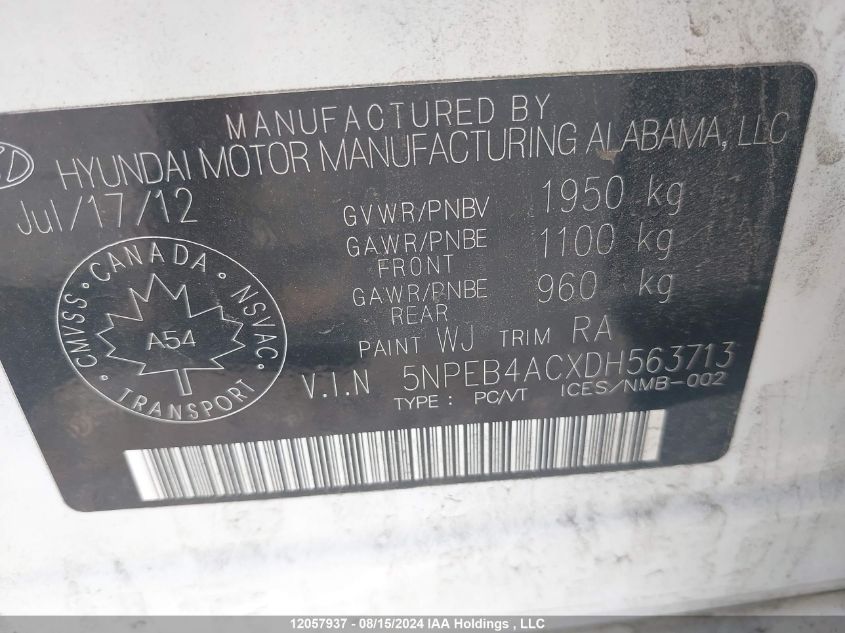 MANUFACTURED BY
HYUNDAI MOTOR MANUFACTURING ALABAMA, LLC
Jul/17/12
GVWR/PNBV 1950 kg
GAWR/PNBE FRONT 1100 kg
GAWR/PNBE REAR 960 kg
PAINT WJ TRIM RA
V.I.N 5NPEB4ACXDH563713
TYPE : PC/VT ICES/NMB-002
CMVSS · CANADA · NSVAC · TRANSPORT
A54
12057937 - 08/15/2024 IAA Holdings , LLC